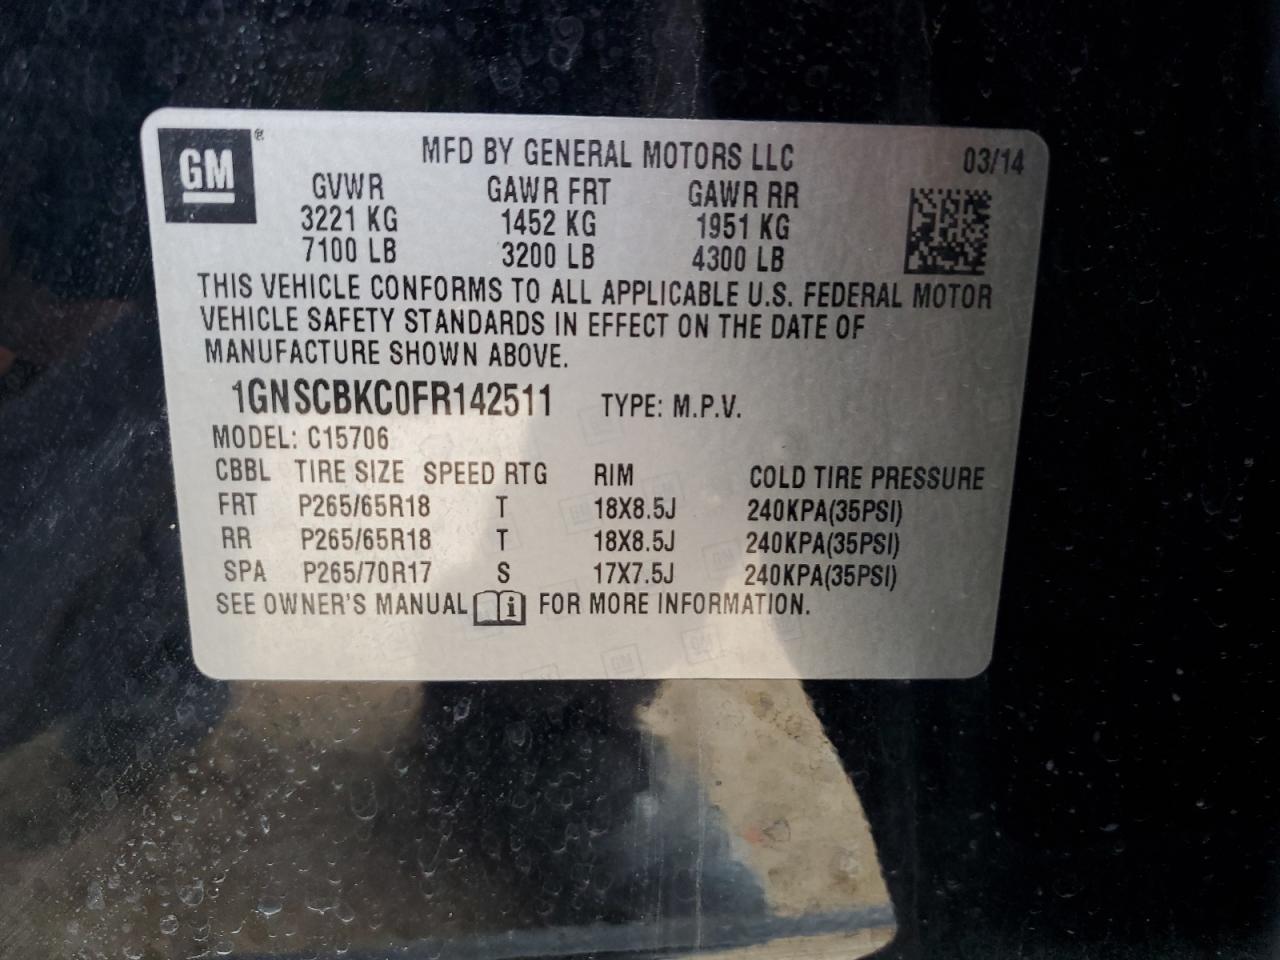 GM®
MFD BY GENERAL MOTORS LLC 03/14
GVWR GAWR FRT GAWR RR
3221 KG 1452 KG 1951 KG
7100 LB 3200 LB 4300 LB
THIS VEHICLE CONFORMS TO ALL APPLICABLE U.S. FEDERAL MOTOR
VEHICLE SAFETY STANDARDS IN EFFECT ON THE DATE OF
MANUFACTURE SHOWN ABOVE.
1GNSCBKC0FR142511 TYPE: M.P.V.
MODEL: C15706
CBBL TIRE SIZE SPEED RTG RIM COLD TIRE PRESSURE
FRT P265/65R18 T 18X8.5J 240KPA(35PSI)
RR P265/65R18 T 18X8.5J 240KPA(35PSI)
SPA P265/70R17 S 17X7.5J 240KPA(35PSI)
SEE OWNER'S MANUAL i FOR MORE INFORMATION.